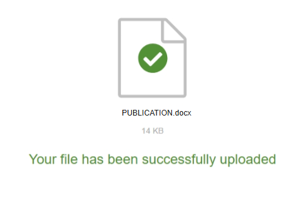 PUBLICATION.docx
14 KB
Your file has been successfully uploaded